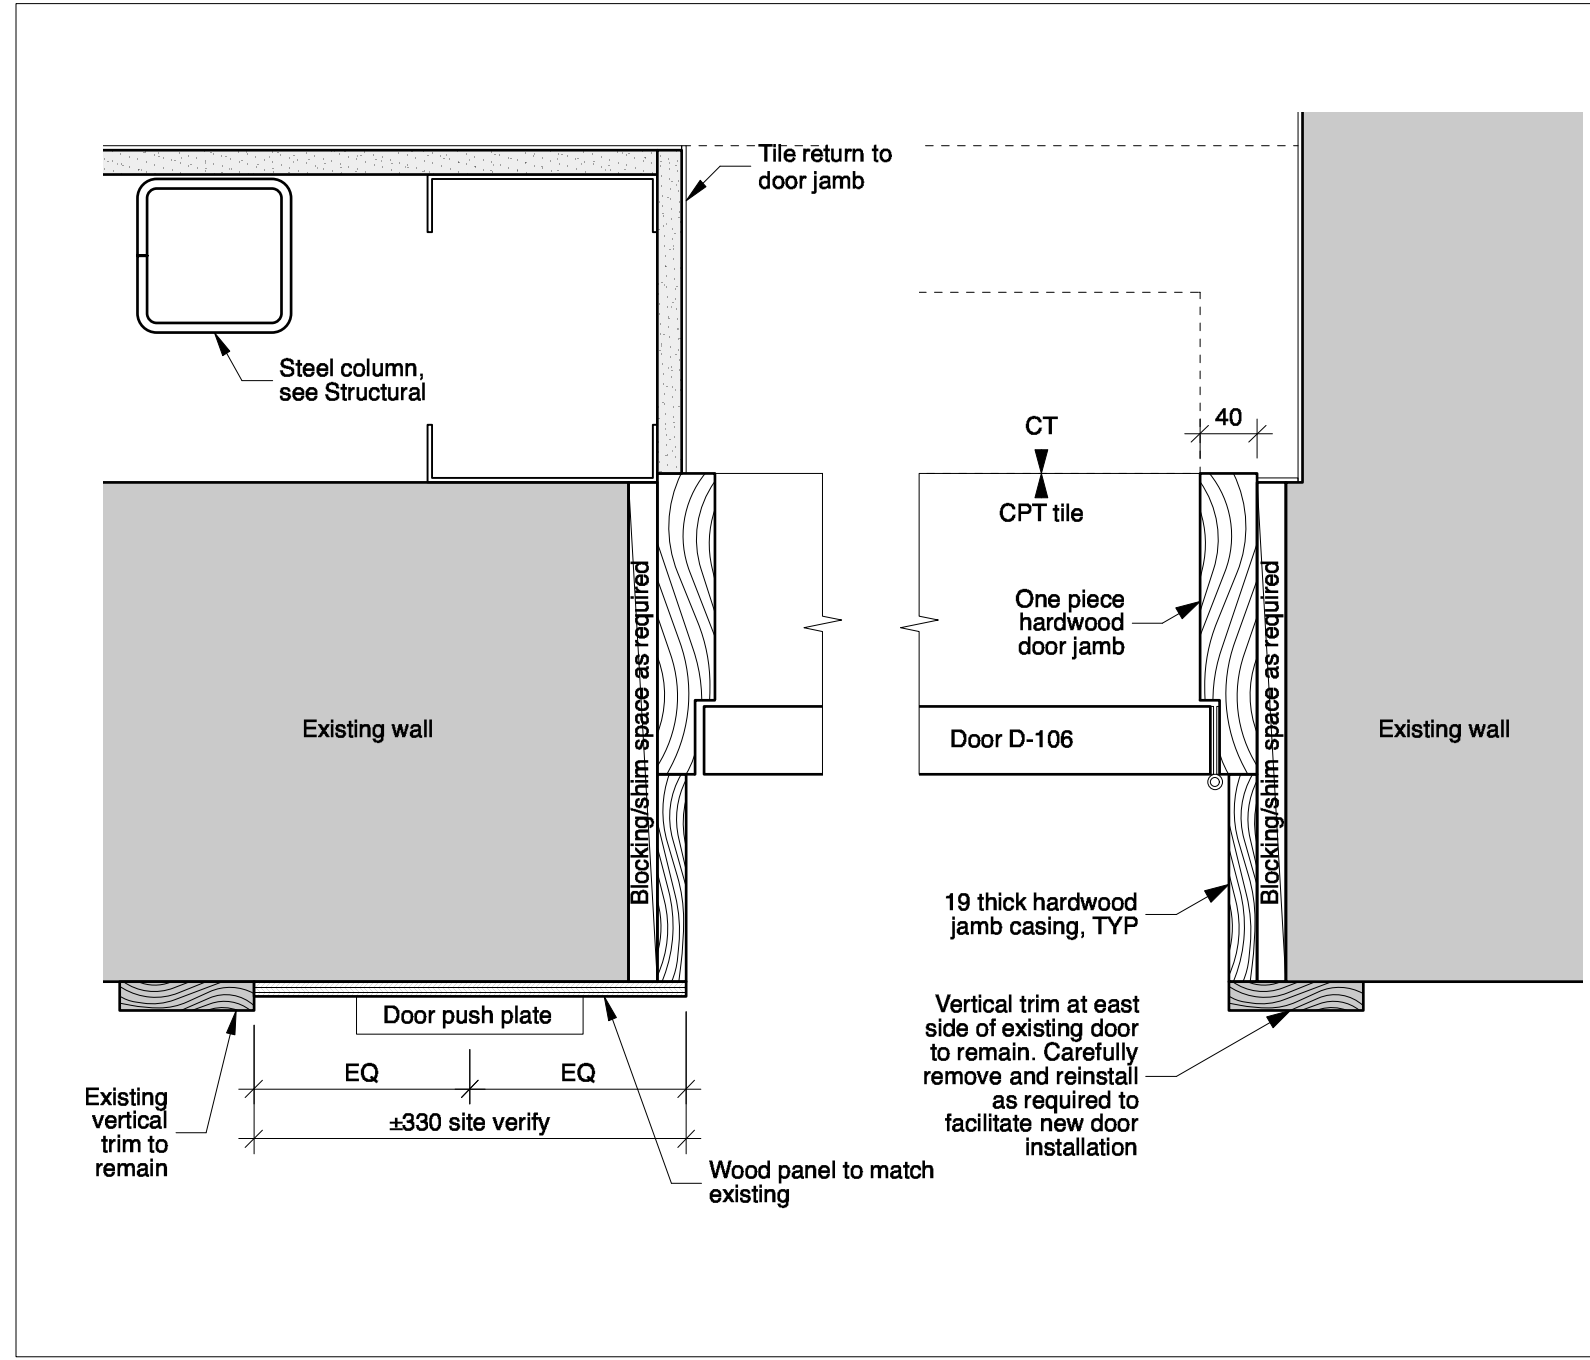 Tile return to
door jamb
Steel column,
see Structural
40
CT
CPT tile
One piece
hardwood
door jamb
Blocking/shim space as required
Blocking/shim space as required
Existing wall
Door D-106
Existing wall
19 thick hardwood
jamb casing, TYP
Door push plate
Vertical trim at east
side of existing door
to remain. Carefully
remove and reinstall
as required to
facilitate new door
installation
EQ
EQ
±330 site verify
Existing
vertical
trim to
remain
Wood panel to match
existing